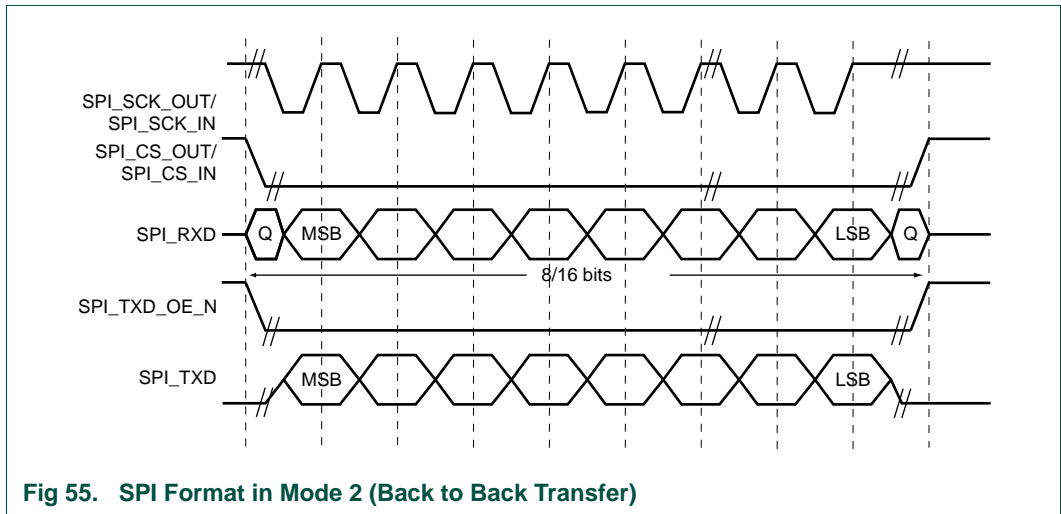 SPI_SCK_OUT/
SPI_SCK_IN
SPI_CS_OUT/
SPI_CS_IN
SPI_RXD
Q
MSB
LSB
Q
8/16 bits
SPI_TXD_OE_N
SPI_TXD
MSB
LSB
Fig 55. SPI Format in Mode 2 (Back to Back Transfer)